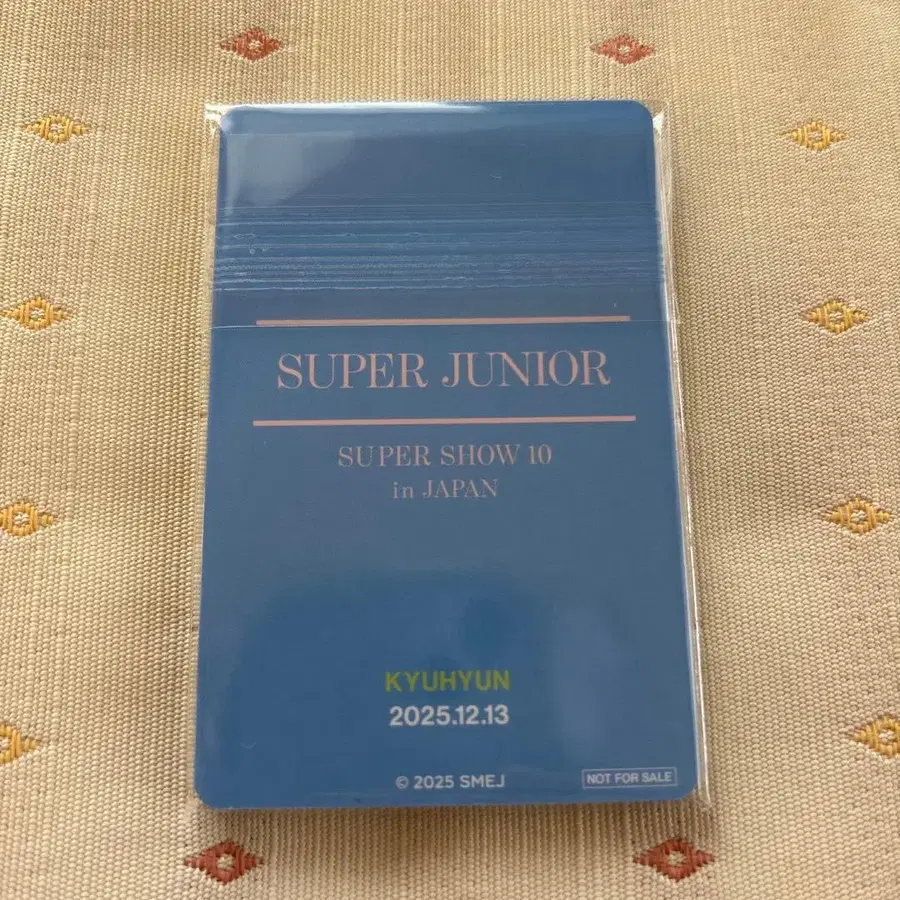 SUPER JUNIOR
SUPER SHOW 10
in JAPAN
KYUHYUN
2025.12.13
© 2025 SMEJ
NOT FOR SALE